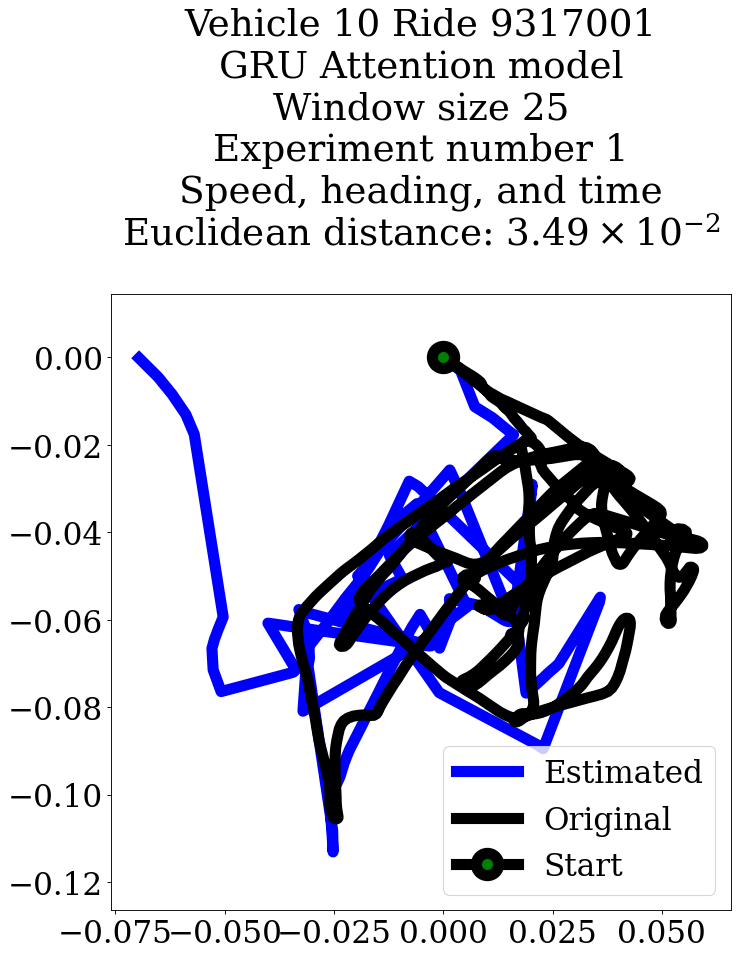 Vehicle 10 Ride 9317001
GRU Attention model
Window size 25
Experiment number 1
Speed, heading, and time
Euclidean distance: 3.49 × 10⁻²
0.00
−0.02
−0.04
−0.06
−0.08
−0.10
−0.12
Estimated
Original
Start
−0.075 −0.050 −0.025 0.000 0.025 0.050